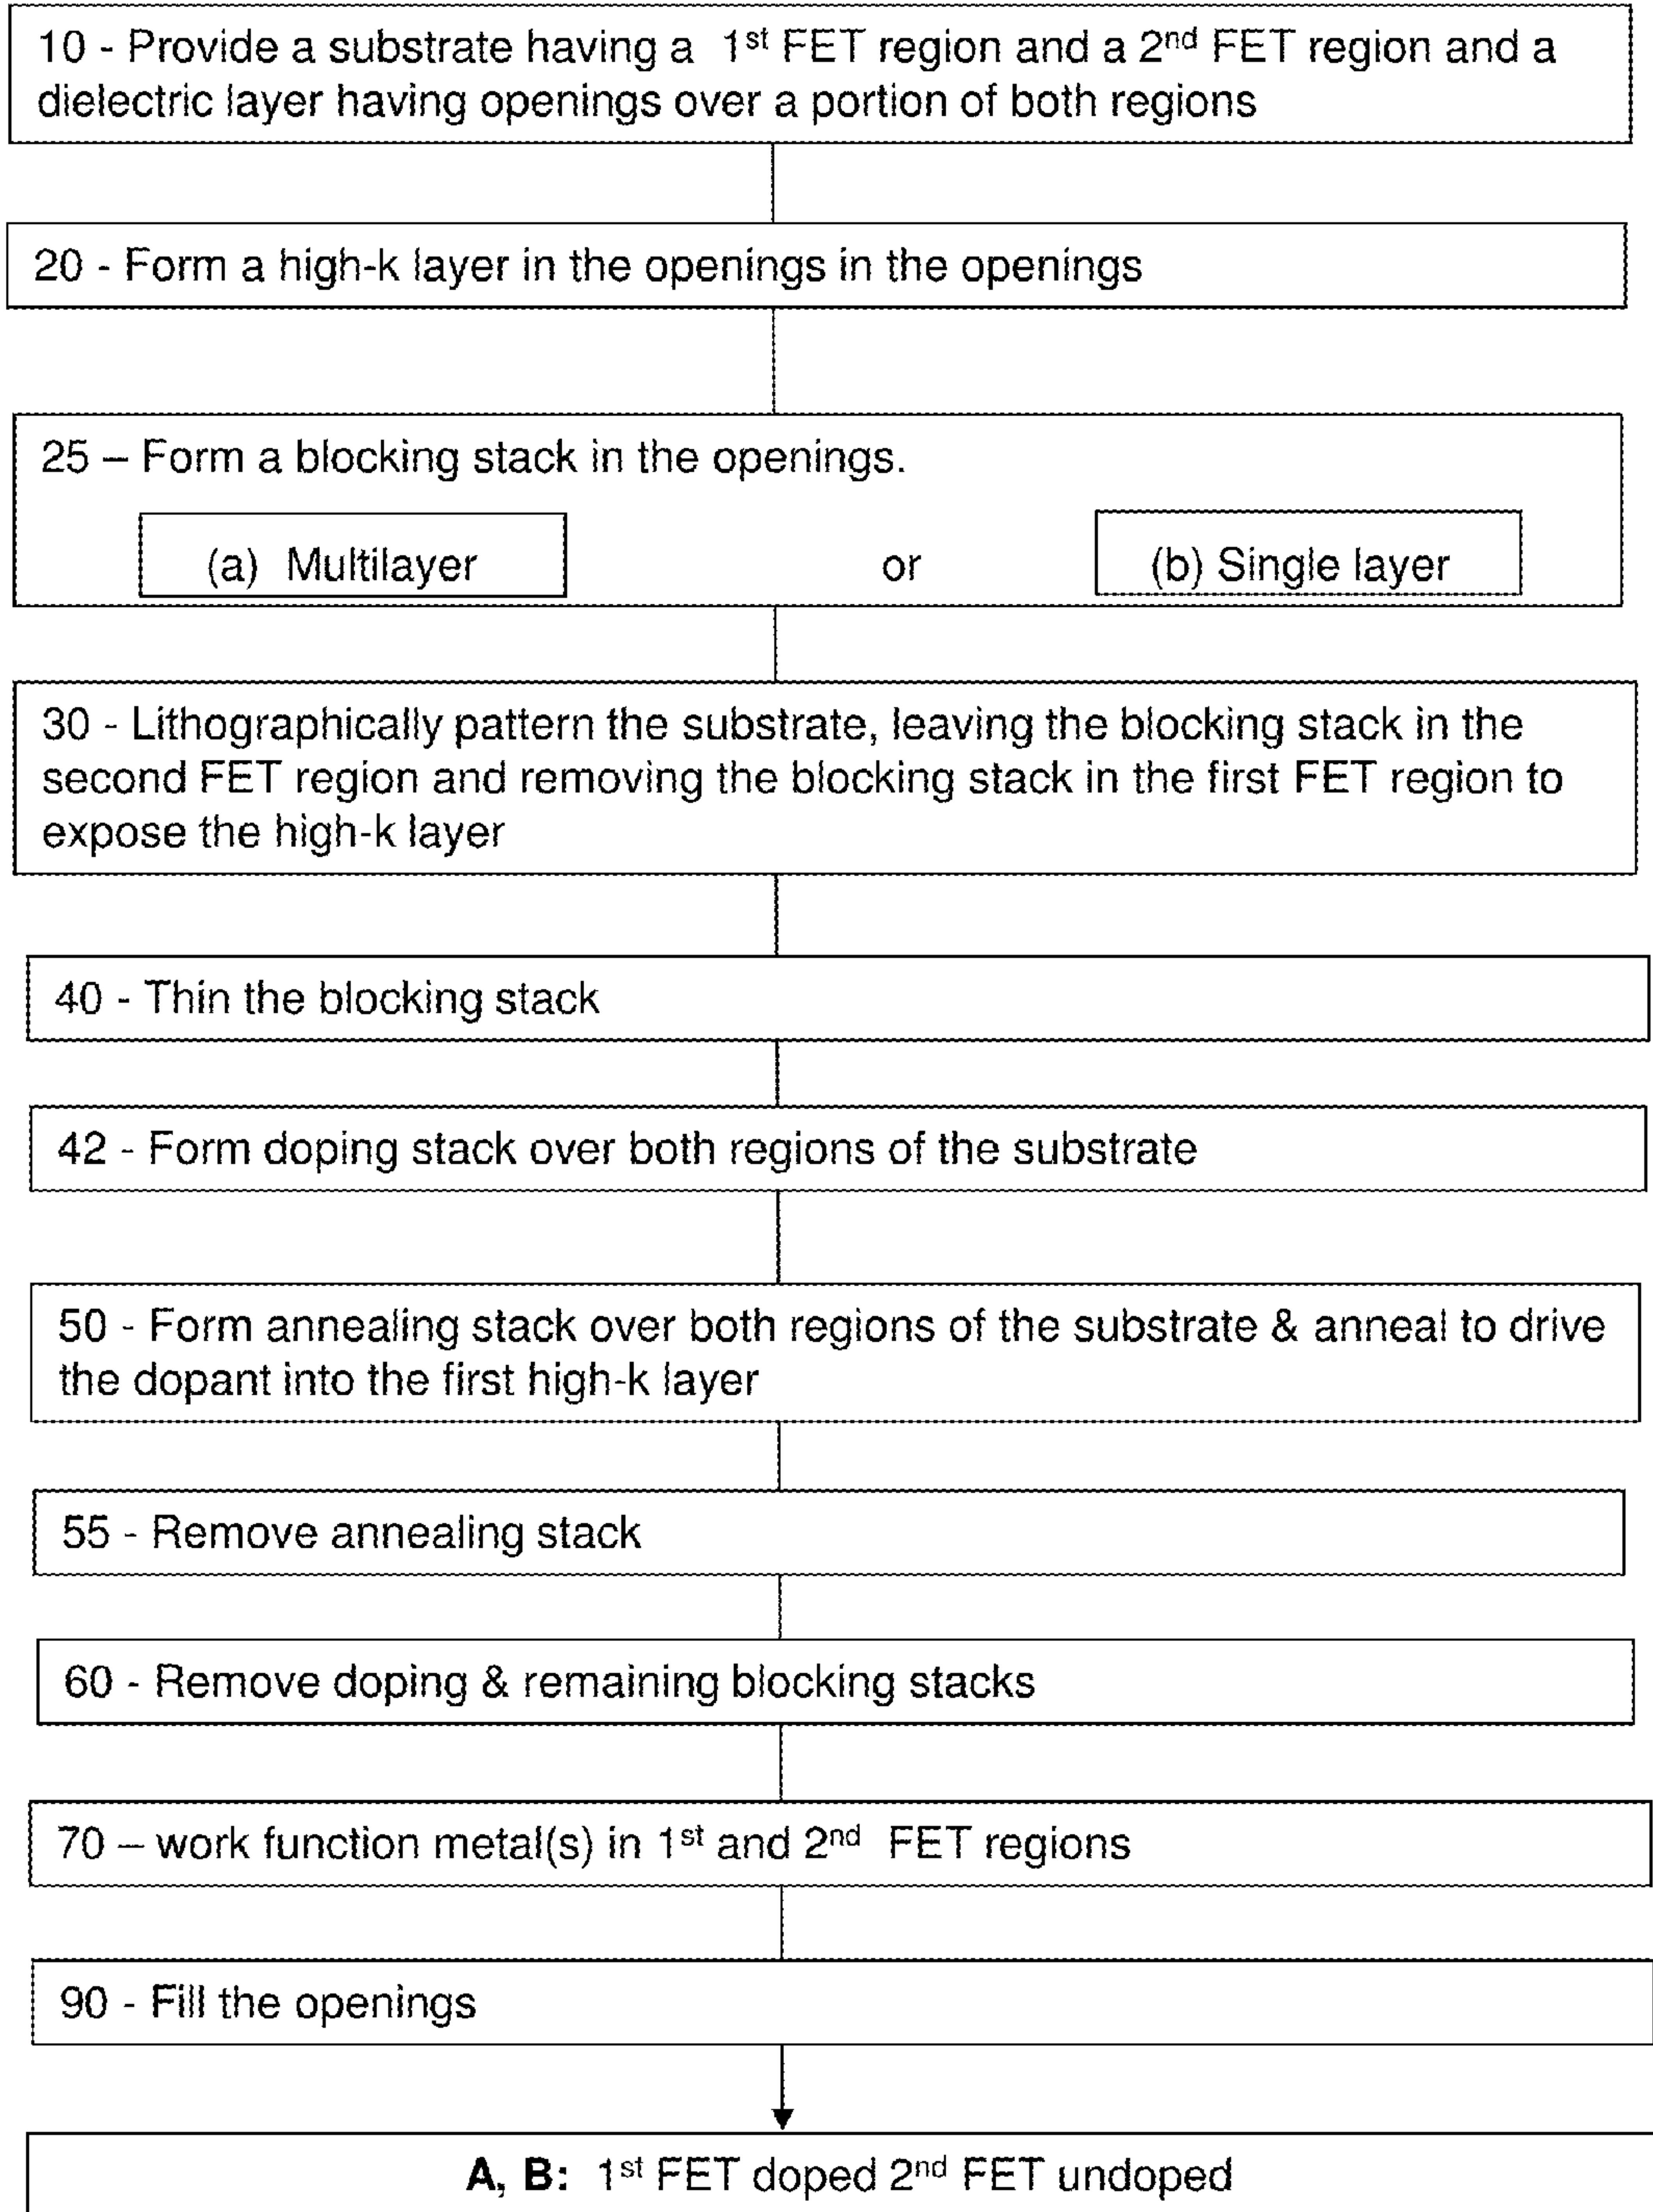 10 - Provide a substrate having a 1st FET region and a 2nd FET region and a
dielectric layer having openings over a portion of both regions
20 - Form a high-k layer in the openings in the openings
25 – Form a blocking stack in the openings.
(a) Multilayer or (b) Single layer
30 - Lithographically pattern the substrate, leaving the blocking stack in the
second FET region and removing the blocking stack in the first FET region to
expose the high-k layer
40 - Thin the blocking stack
42 - Form doping stack over both regions of the substrate
50 - Form annealing stack over both regions of the substrate & anneal to drive
the dopant into the first high-k layer
55 - Remove annealing stack
60 - Remove doping & remaining blocking stacks
70 – work function metal(s) in 1st and 2nd FET regions
90 - Fill the openings
A, B: 1st FET doped 2nd FET undoped